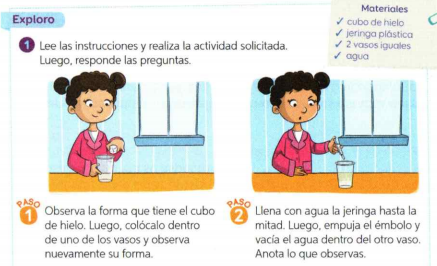 Exploro
Materiales
✓ cubo de hielo
✓ jeringa plástica
✓ 2 vasos iguales
✓ agua
1 Lee las instrucciones y realiza la actividad solicitada.
Luego, responde las preguntas.
PASO
1
Observa la forma que tiene el cubo
de hielo. Luego, colócalo dentro
de uno de los vasos y observa
nuevamente su forma.
PASO
2
Llena con agua la jeringa hasta la
mitad. Luego, empuja el émbolo y
vacía el agua dentro del otro vaso.
Anota lo que observas.